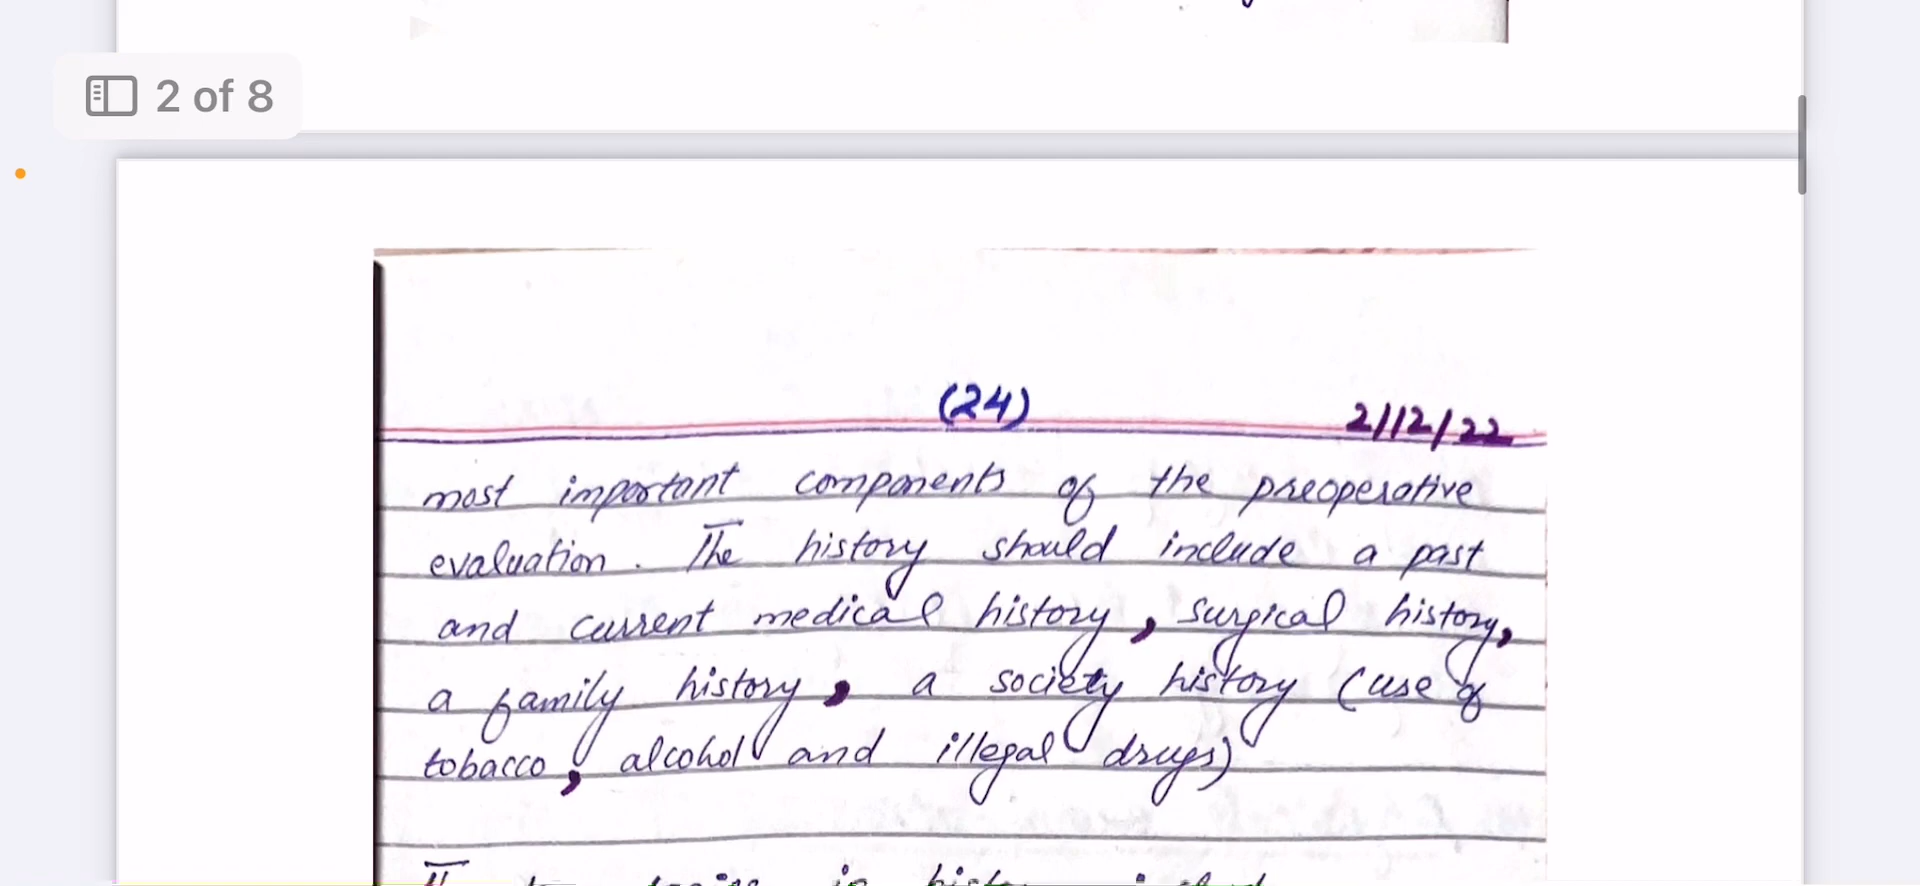 2 of 8
(24)
2/12/22
most important components of the preoperative
evaluation. The history should include a past
and current medical history, surgical history,
a family history, a society history (use of
tobacco, alcohol and illegal drugs)